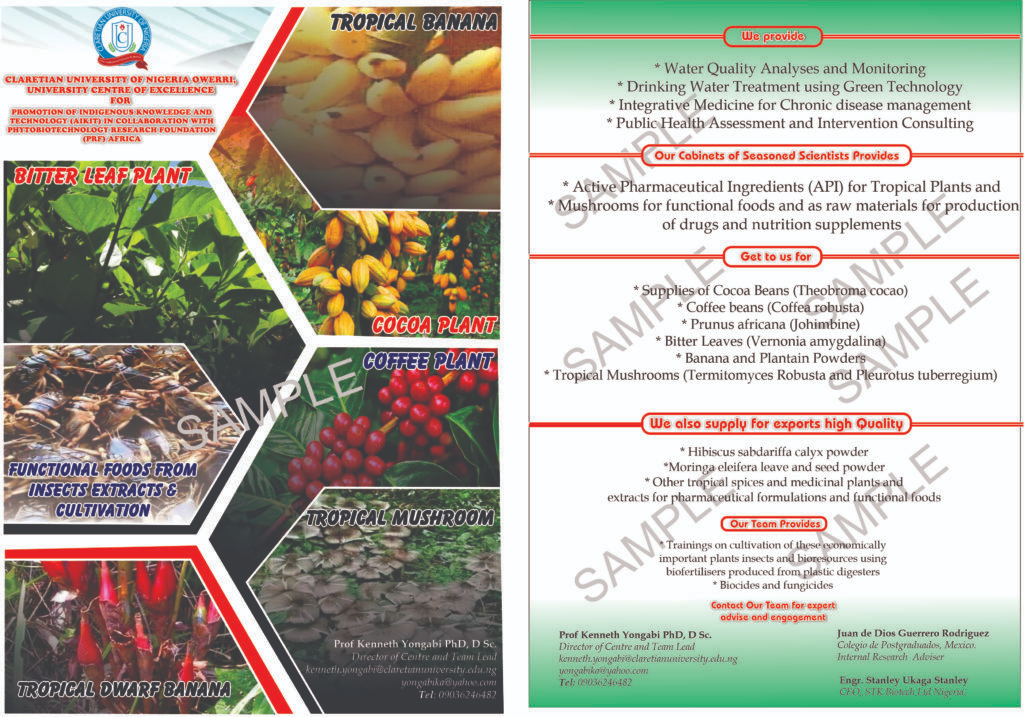 CLARETIAN UNIVERSITY OF NIGERIA
CU
CLARETIAN UNIVERSITY OF NIGERIA OWERRI,
UNIVERSITY CENTRE OF EXCELLENCE
FOR
PROMOTION OF INDIGENOUS KNOWLEDGE AND
TECHNOLOGY (AIKIT) IN COLLABORATION WITH
PHYTOBIOTECHNOLOGY RESEARCH FOUNDATION
(PRF) AFRICA
TROPICAL BANANA
BITTER LEAF PLANT
COCOA PLANT
COFFEE PLANT
SAMPLE
FUNCTIONAL FOODS FROM
INSECTS EXTRACTS &
CULTIVATION
TROPICAL MUSHROOM
TROPICAL DWARF BANANA
Prof Kenneth Yongabi PhD, D Sc.
Director of Centre and Team Lead
kenneth.yongabi@claretianuniversity.edu.ng
yongabika@yahoo.com
Tel: 09036246482
We provide
* Water Quality Analyses and Monitoring
* Drinking Water Treatment using Green Technology
* Integrative Medicine for Chronic disease management
* Public Health Assessment and Intervention Consulting
SAMPLE
Our Cabinets of Seasoned Scientists Provides
* Active Pharmaceutical Ingredients (API) for Tropical Plants and
* Mushrooms for functional foods and as raw materials for production
of drugs and nutrition supplements
SAMPLE
Get to us for
SAMPLE
* Supplies of Cocoa Beans (Theobroma cocao)
* Coffee beans (Coffea robusta)
* Prunus africana (Johimbine)
* Bitter Leaves (Vernonia amygdalina)
* Banana and Plantain Powders
* Tropical Mushrooms (Termitomyces Robusta and Pleurotus tuberregium)
SAMPLE
We also supply for exports high Quality
* Hibiscus sabdariffa calyx powder
*Moringa eleifera leave and seed powder
* Other tropical spices and medicinal plants and
extracts for pharmaceutical formulations and functional foods
SAMPLE
SAMPLE
Our Team Provides
* Trainings on cultivation of these economically
important plants insects and bioresources using
biofertilisers produced from plastic digesters
* Biocides and fungicides
Contact Our Team for expert
advise and engagement
Prof Kenneth Yongabi PhD, D Sc.
Director of Centre and Team Lead
kenneth.yongabi@claretianuniversity.edu.ng
yongabika@yahoo.com
Tel: 09036246482
Juan de Dios Guerrero Rodriguez
Colegio de Postgraduados, Mexico.
Internal Research Adviser
Engr. Stanley Ukaga Stanley
CEO, STK Biotech Ltd Nigeria.